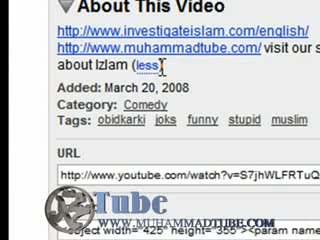 About This Video
http://www.investigateislam.com/english/
http://www.muhammadtube.com/ visit our s
about Izlam (less)
Added: March 20, 2008
Category: Comedy
Tags: obidkarki joks funny stupid muslim
URL
http://www.youtube.com/watch?v=S7jhWLFRTuQ
Tube
WWW.MUHAMMADTUBE.COM
<object width="425" height="355"><param name